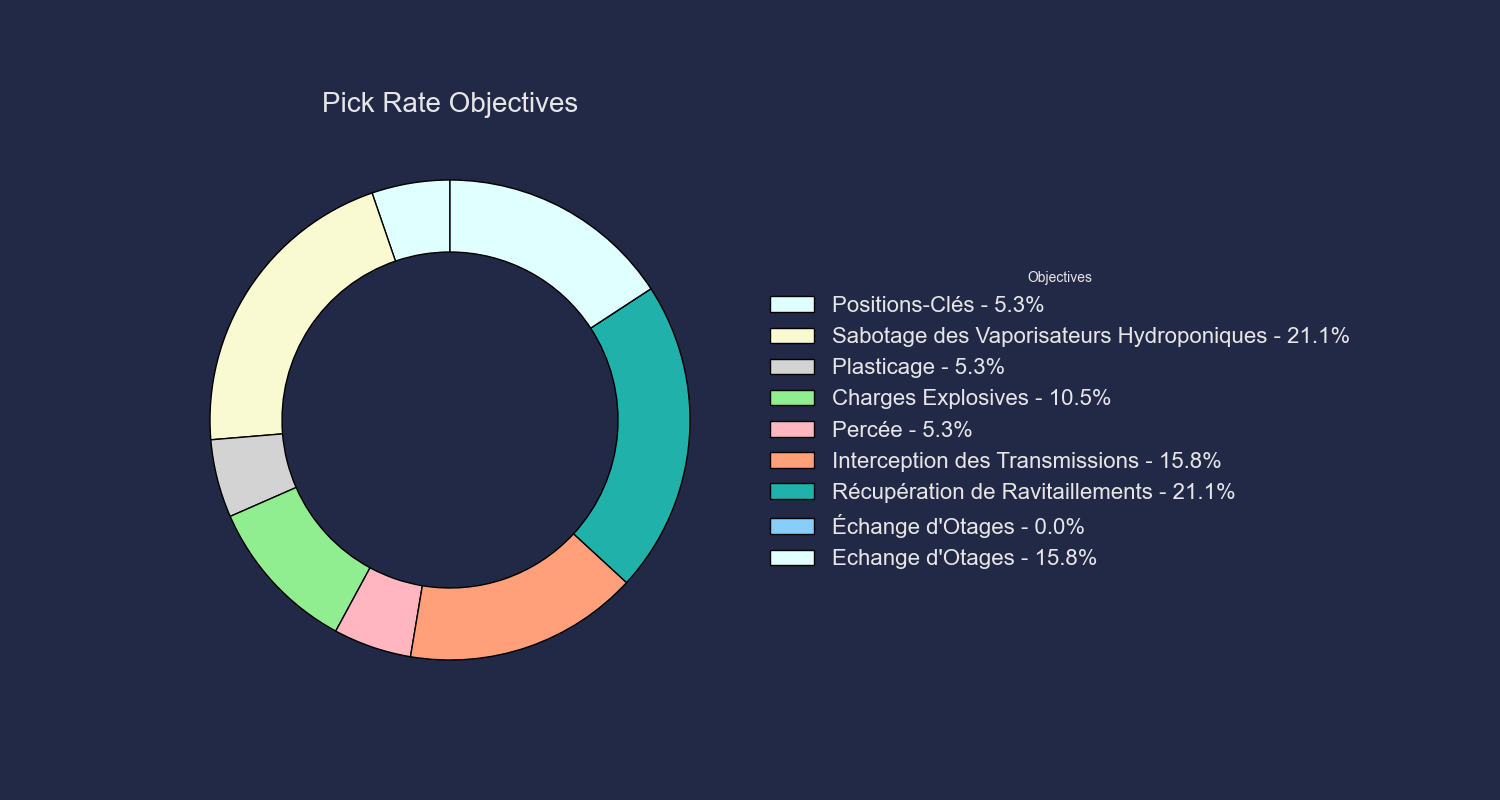 Pick Rate Objectives
Objectives
Positions-Clés - 5.3%
Sabotage des Vaporisateurs Hydroponiques - 21.1%
Plasticage - 5.3%
Charges Explosives - 10.5%
Percée - 5.3%
Interception des Transmissions - 15.8%
Récupération de Ravitaillements - 21.1%
Échange d'Otages - 0.0%
Echange d'Otages - 15.8%